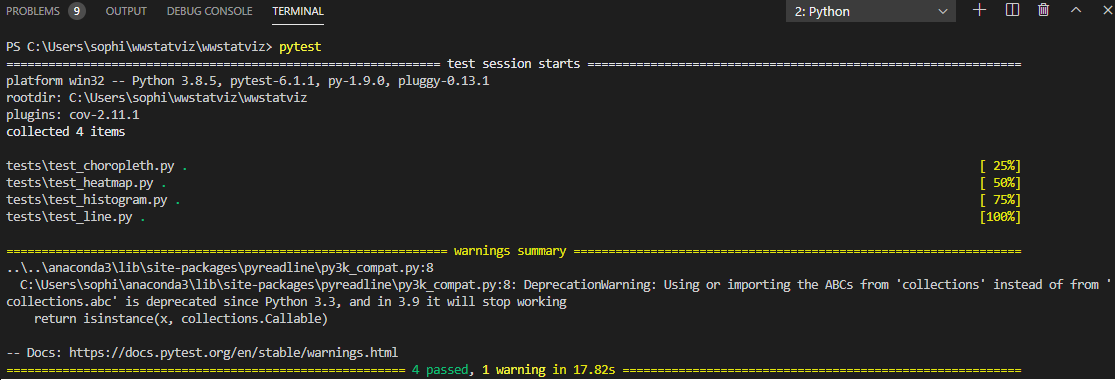 PROBLEMS 9 OUTPUT DEBUG CONSOLE TERMINAL 2: Python
PS C:\Users\sophi\wwstatviz\wwstatviz> pytest
============================================================== test session starts ==============================================================
platform win32 -- Python 3.8.5, pytest-6.1.1, py-1.9.0, pluggy-0.13.1
rootdir: C:\Users\sophi\wwstatviz\wwstatviz
plugins: cov-2.11.1
collected 4 items
tests\test_choropleth.py . [ 25%]
tests\test_heatmap.py . [ 50%]
tests\test_histogram.py . [ 75%]
tests\test_line.py . [100%]
=============================================================== warnings summary ================================================================
..\..\anaconda3\lib\site-packages\pyreadline\py3k_compat.py:8
C:\Users\sophi\anaconda3\lib\site-packages\pyreadline\py3k_compat.py:8: DeprecationWarning: Using or importing the ABCs from 'collections' instead of from '
collections.abc' is deprecated since Python 3.3, and in 3.9 it will stop working
return isinstance(x, collections.Callable)
-- Docs: https://docs.pytest.org/en/stable/warnings.html
========================================================= 4 passed, 1 warning in 17.82s =========================================================